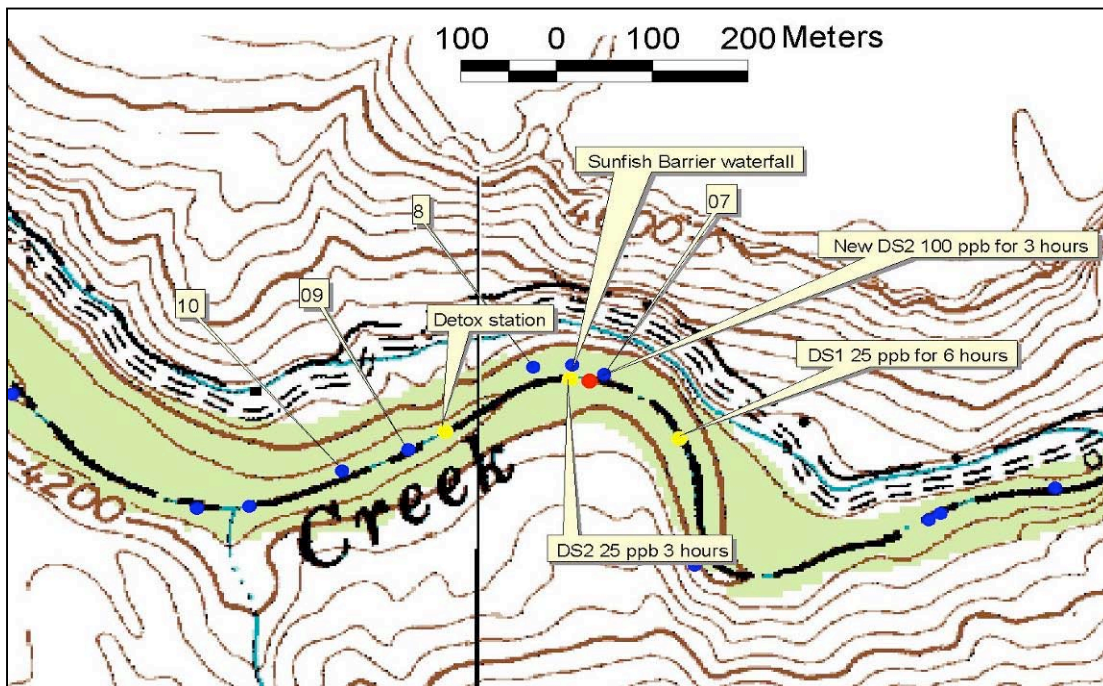 100 0 100 200 Meters
Sunfish Barrier waterfall
4000
8
07
New DS2 100 ppb for 3 hours
10
09
Detox station
DS1 25 ppb for 6 hours
4200
Creek
DS2 25 ppb 3 hours